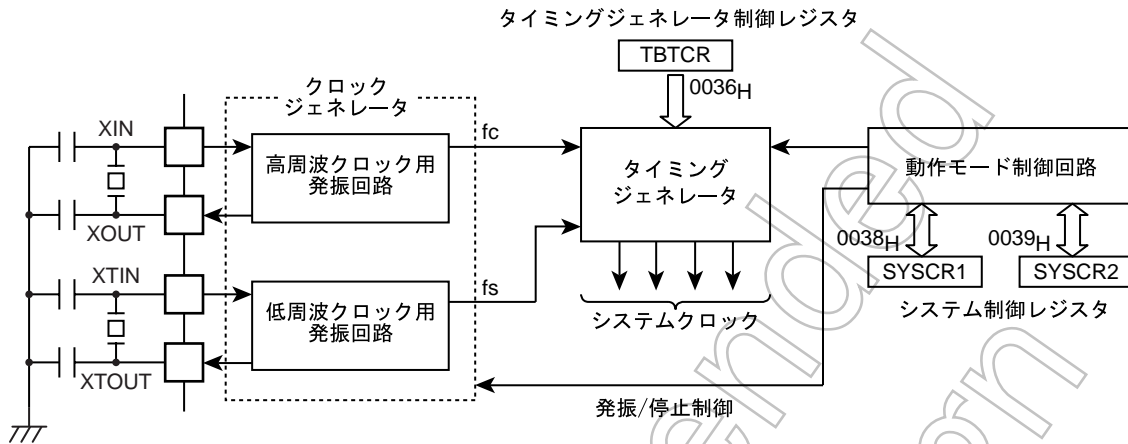 タイミングジェネレータ制御レジスタ
TBTCR
0036H
クロック
ジェネレータ
XIN
fc
高周波クロック用
発振回路
タイミング
ジェネレータ
動作モード制御回路
XOUT
0038H
0039H
XTIN
SYSCR1
SYSCR2
fs
低周波クロック用
発振回路
システムクロック
システム制御レジスタ
XTOUT
発振/停止制御
ended